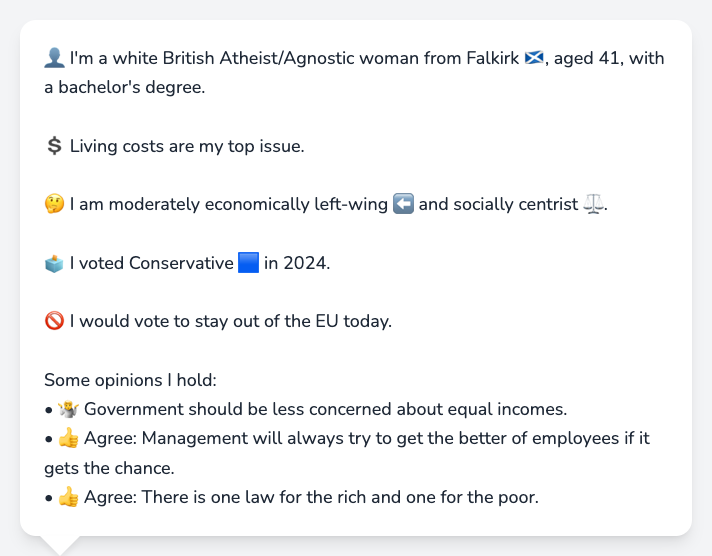 👤 I'm a white British Atheist/Agnostic woman from Falkirk 🏴󠁧󠁢󠁳󠁣󠁴󠁿, aged 41, with
a bachelor's degree.
💲 Living costs are my top issue.
🤔 I am moderately economically left-wing ⬅️ and socially centrist ⚖️.
🗳️ I voted Conservative 🟦 in 2024.
🚫 I would vote to stay out of the EU today.
Some opinions I hold:
• 🤷 Government should be less concerned about equal incomes.
• 👍 Agree: Management will always try to get the better of employees if it
gets the chance.
• 👍 Agree: There is one law for the rich and one for the poor.